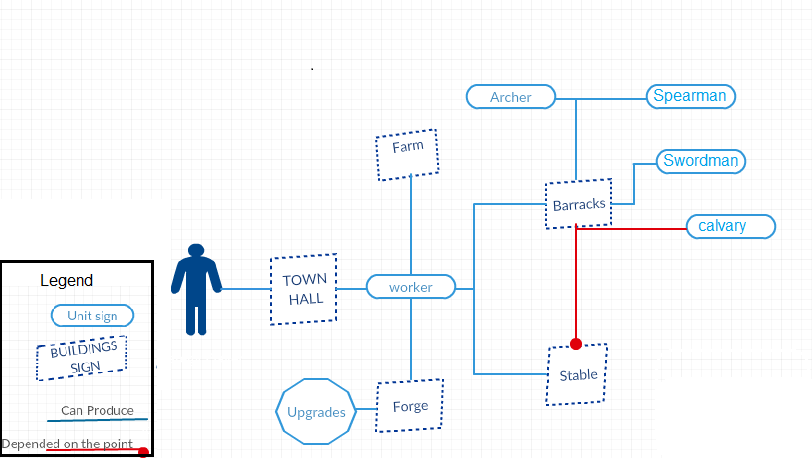 Archer
Spearman
Farm
Swordman
Barracks
calvary
TOWN
HALL
worker
Legend
Unit sign
BUILDINGS
SIGN
Can Produce
Depended on the point
Upgrades
Forge
Stable